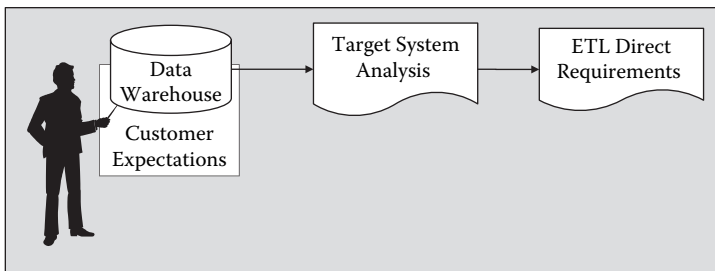 Data
Warehouse
Customer
Expectations
Target System
Analysis
ETL Direct
Requirements